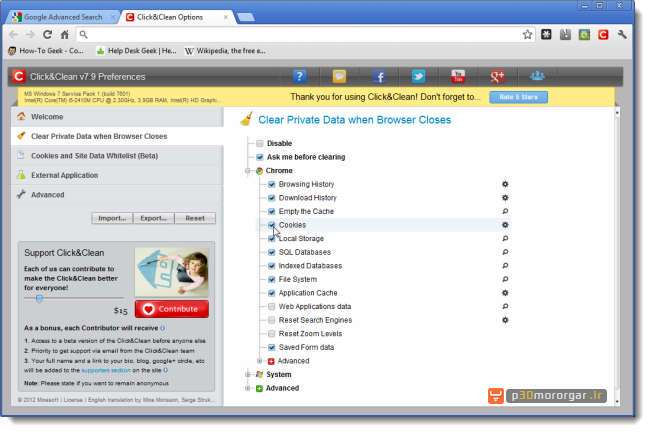 Google Advanced Search
Click&Clean Options
How-To Geek - Co...
Help Desk Geek | He...
Wikipedia, the free e...
Click&Clean v7.9 Preferences
MS Windows 7 Service Pack 1 (build 7601)
Intel(R) Core(TM) i5-2410M CPU @ 2.30GHz, 3.9GB RAM, Intel(R) HD Graphic...
Thank you for using Click&Clean! Don't forget to...
Rate 5 Stars
Welcome
Clear Private Data when Browser Closes
Cookies and Site Data Whitelist (Beta)
External Application
Advanced
Import...
Export...
Reset
Support Click&Clean
Each of us can contribute to
make the Click&Clean better
for everyone!
$15
Contribute
As a bonus, each Contributor will receive
1. Access to a beta version of the Click&Clean before anyone else
2. Priority to get support via email from the Click&Clean team
3. Your full name and a link to your bio, blog, google+ circle, etc
will be added to the supporters section on the site
Note: Please state if you want to remain anonymous
© 2012 Mixesoft | License | English translation by Mike Morisson, Serge Struk...
Clear Private Data when Browser Closes
Disable
Ask me before clearing
Chrome
Browsing History
Download History
Empty the Cache
Cookies
Local Storage
SQL Databases
Indexed Databases
File System
Application Cache
Web Applications data
Reset Search Engines
Reset Zoom Levels
Saved Form data
Advanced
System
Advanced
p30mororgar.ir